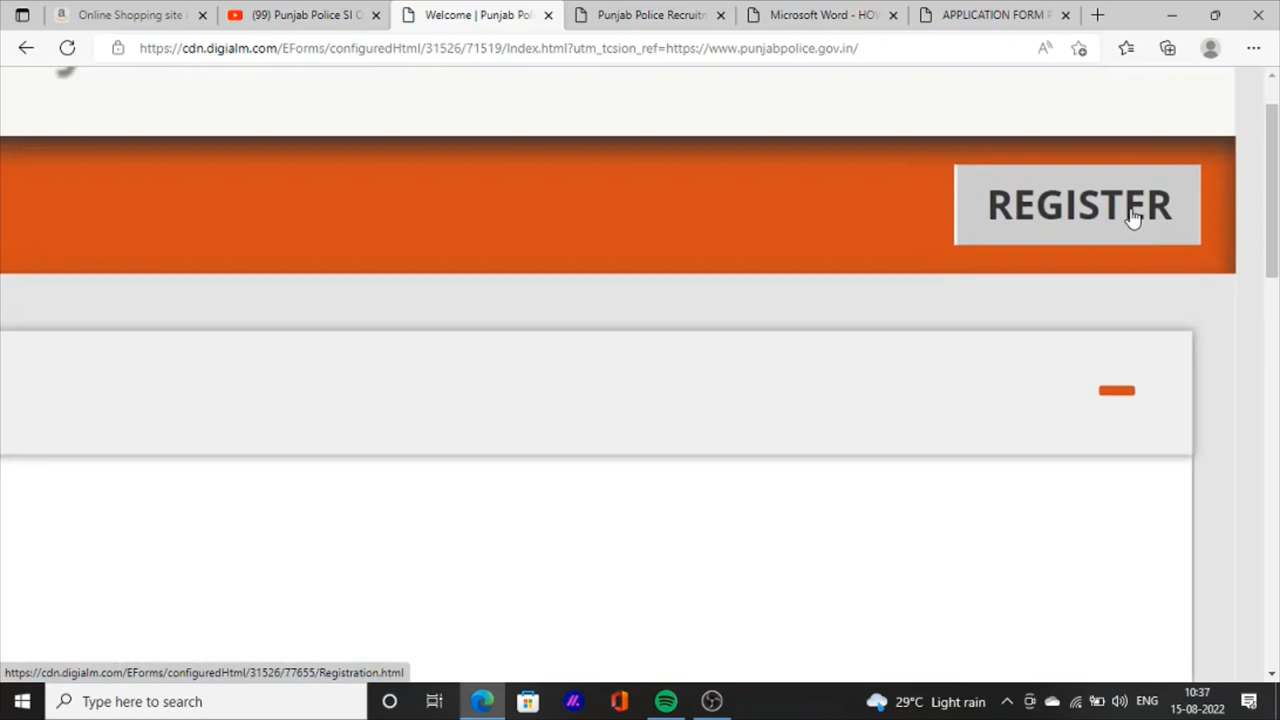 Online Shopping site i
(99) Punjab Police SI C
Welcome | Punjab Pol
Punjab Police Recruitm
Microsoft Word - HOW
APPLICATION FORM P
https://cdn.digialm.com/EForms/configuredHtml/31526/71519/Index.html?utm_tcsion_ref=https://www.punjabpolice.gov.in/
REGISTER
https://cdn.digialm.com/EForms/configuredHtml/31526/77655/Registration.html
Type here to search
29°C Light rain
ENG
10:37
15-08-2022